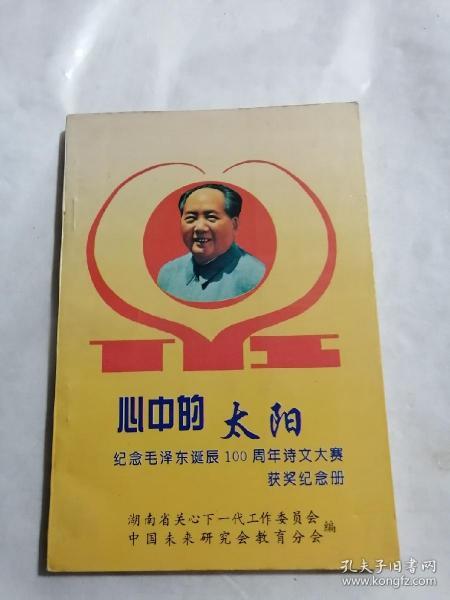 心中的 太阳
纪念毛泽东诞辰100周年诗文大赛
获奖纪念册
湖南省关心下一代工作委员会
中国未来研究会教育分会 编
孔夫子旧书网
www.kongfz.com